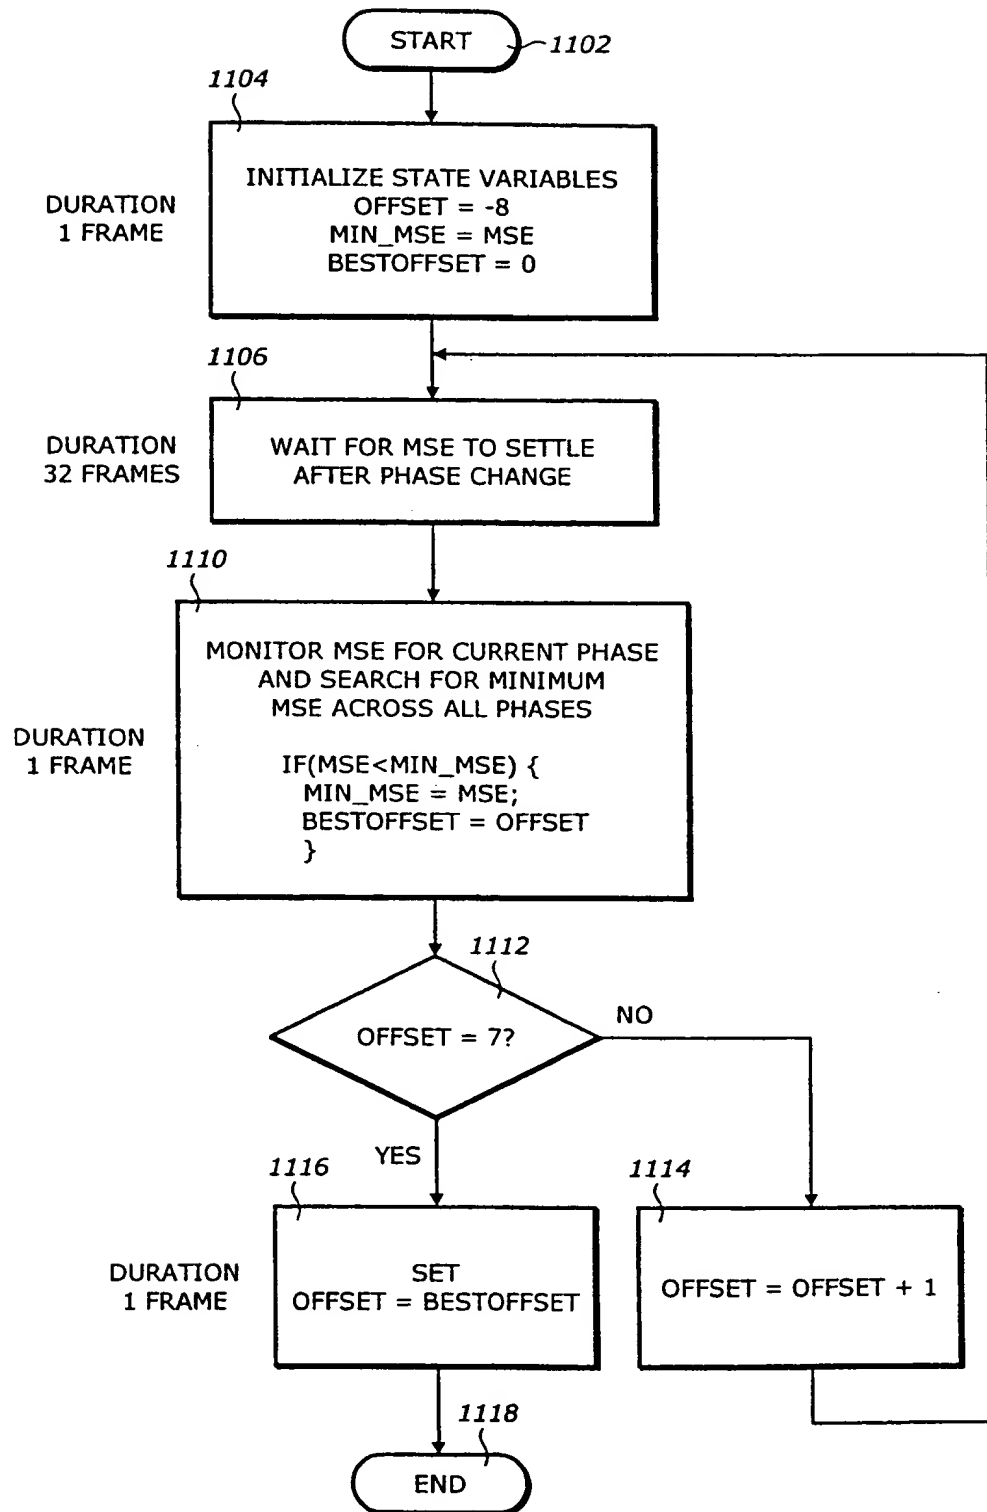 START
1102
1104
DURATION
1 FRAME
INITIALIZE STATE VARIABLES
OFFSET = -8
MIN_MSE = MSE
BESTOFFSET = 0
1106
DURATION
32 FRAMES
WAIT FOR MSE TO SETTLE
AFTER PHASE CHANGE
1110
DURATION
1 FRAME
MONITOR MSE FOR CURRENT PHASE
AND SEARCH FOR MINIMUM
MSE ACROSS ALL PHASES
IF(MSE<MIN_MSE) {
MIN_MSE = MSE;
BESTOFFSET = OFFSET
}
1112
OFFSET = 7?
NO
YES
1116
DURATION
1 FRAME
SET
OFFSET = BESTOFFSET
1114
OFFSET = OFFSET + 1
1118
END